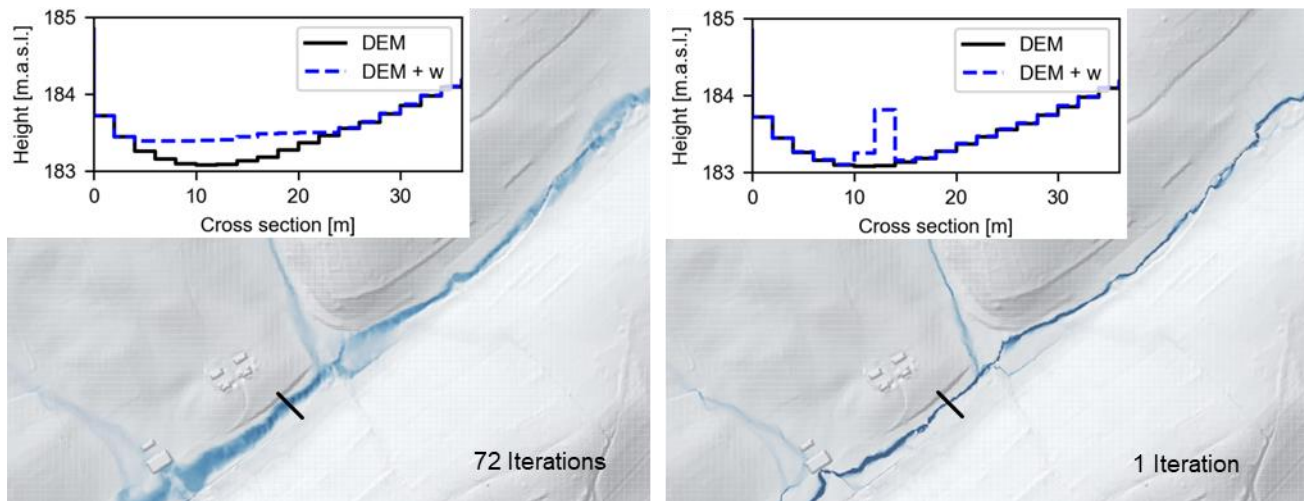 185
184
183
Height [m.a.s.l.]
DEM
DEM + w
0
10
20
30
Cross section [m]
72 Iterations
185
184
183
Height [m.a.s.l.]
DEM
DEM + w
0
10
20
30
Cross section [m]
1 Iteration